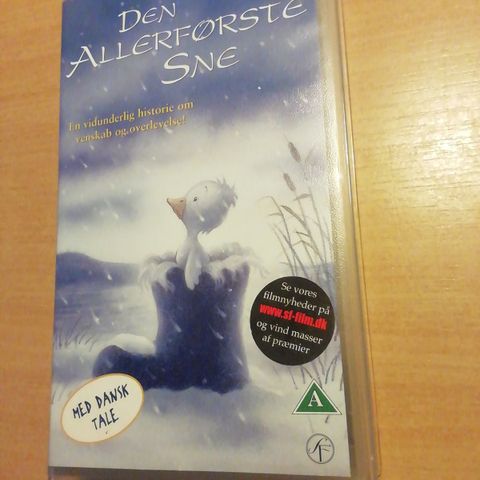 DEN
ALLERFØRSTE
SNE
En vidunderlig historie om
venskab og overlevelse!
Se vores
filmnyheder på
www.sf-film.dk
og vind masser
af præmier
MED DANSK
TALE
A
SF